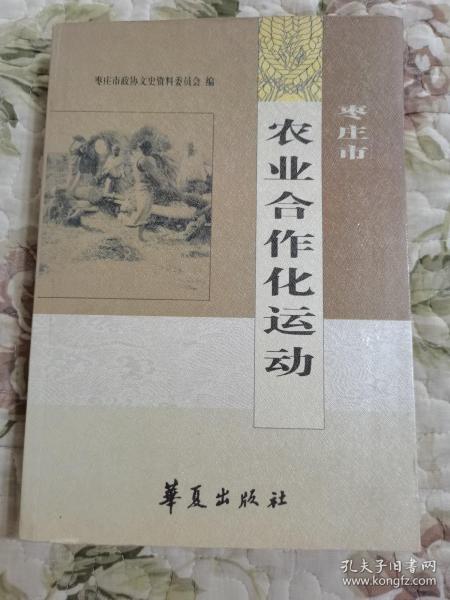 枣庄市政协文史资料委员会 编
枣庄市
农业合作化运动
華夏出版社
孔夫子旧书网
www.kongfz.com